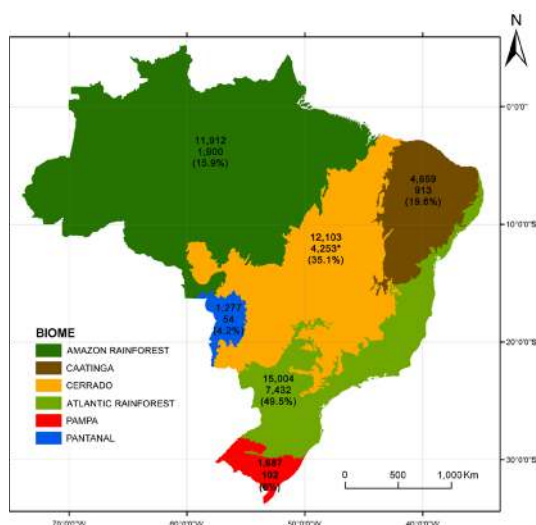 N
0°0'0"
11,912
1,900
(15.9%)
4,659
913
(19.6%)
10°0'0"S
12,103
4,253*
(35.1%)
1,277
54
(4.2%)
BIOME
AMAZON RAINFOREST
CAATINGA
CERRADO
ATLANTIC RAINFOREST
PAMPA
PANTANAL
20°0'0"S
15,004
7,432
(49.5%)
102
(6%)
0 500 1,000 Km
30°0'0"S
70°0'0"W 60°0'0"W 50°0'0"W 40°0'0"W